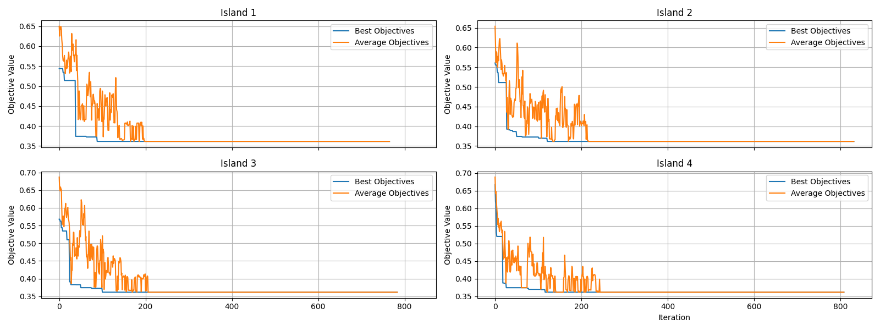 Island 1
Objective Value
0.65
0.60
0.55
0.50
0.45
0.40
0.35
Best Objectives
Average Objectives
Island 2
0.65
0.60
0.55
0.50
0.45
0.40
0.35
Best Objectives
Average Objectives
Island 3
Objective Value
0.70
0.65
0.60
0.55
0.50
0.45
0.40
0.35
Best Objectives
Average Objectives
0
200
400
600
800
Island 4
Objective Value
0.70
0.65
0.60
0.55
0.50
0.45
0.40
0.35
Best Objectives
Average Objectives
0
200
400
600
800
Iteration